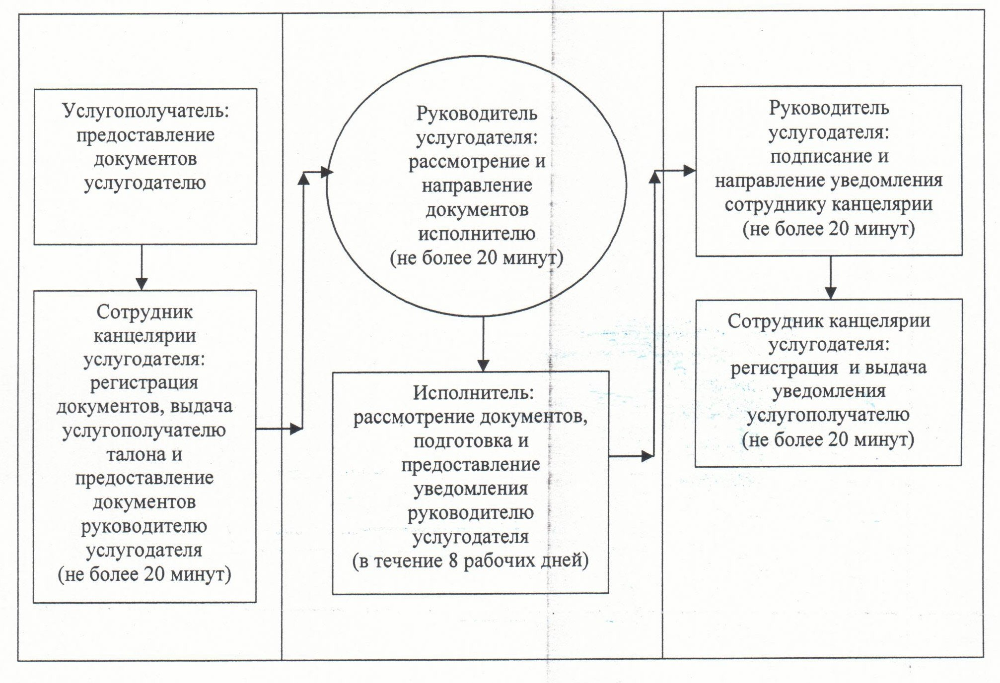 Услугополучатель:
предоставление
документов
услугодателю
Сотрудник
канцелярии
услугодателя:
регистрация
документов, выдача
услугополучателю
талона и
предоставление
документов
руководителю
услугодателя
(не более 20 минут)
Руководитель
услугодателя:
рассмотрение и
направление
документов
исполнителю
(не более 20 минут)
Исполнитель:
рассмотрение документов,
подготовка и
предоставление
уведомления
руководителю
услугодателя
(в течение 8 рабочих дней)
Руководитель
услугодателя:
подписание и
направление уведомления
сотруднику канцелярии
(не более 20 минут)
Сотрудник канцелярии
услугодателя:
регистрация  и выдача
уведомления
услугополучателю
(не более 20 минут)